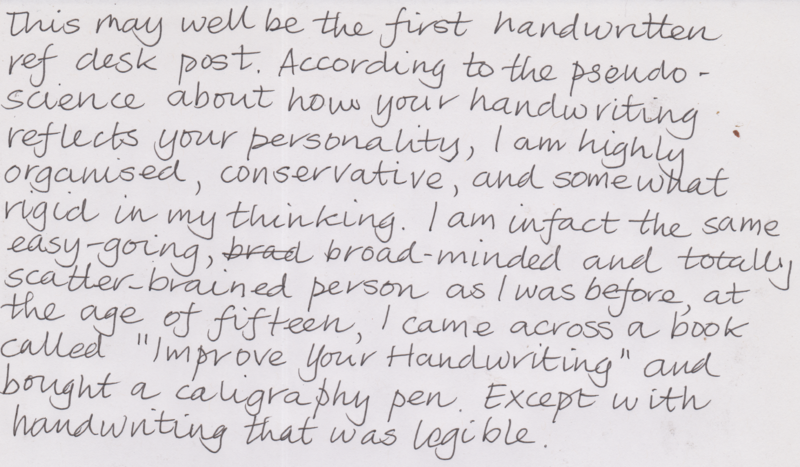 This may well be the first handwritten
ref desk post. According to the pseudo-
science about how your handwriting
reflects your personality, I am highly
organised, conservative, and somewhat
rigid in my thinking. I am infact the same
easy-going, brad broad-minded and totally
scatter-brained person as I was before, at
the age of fifteen, I came across a book
called "Improve Your Handwriting" and
bought a caligraphy pen. Except with
handwriting that was legible.